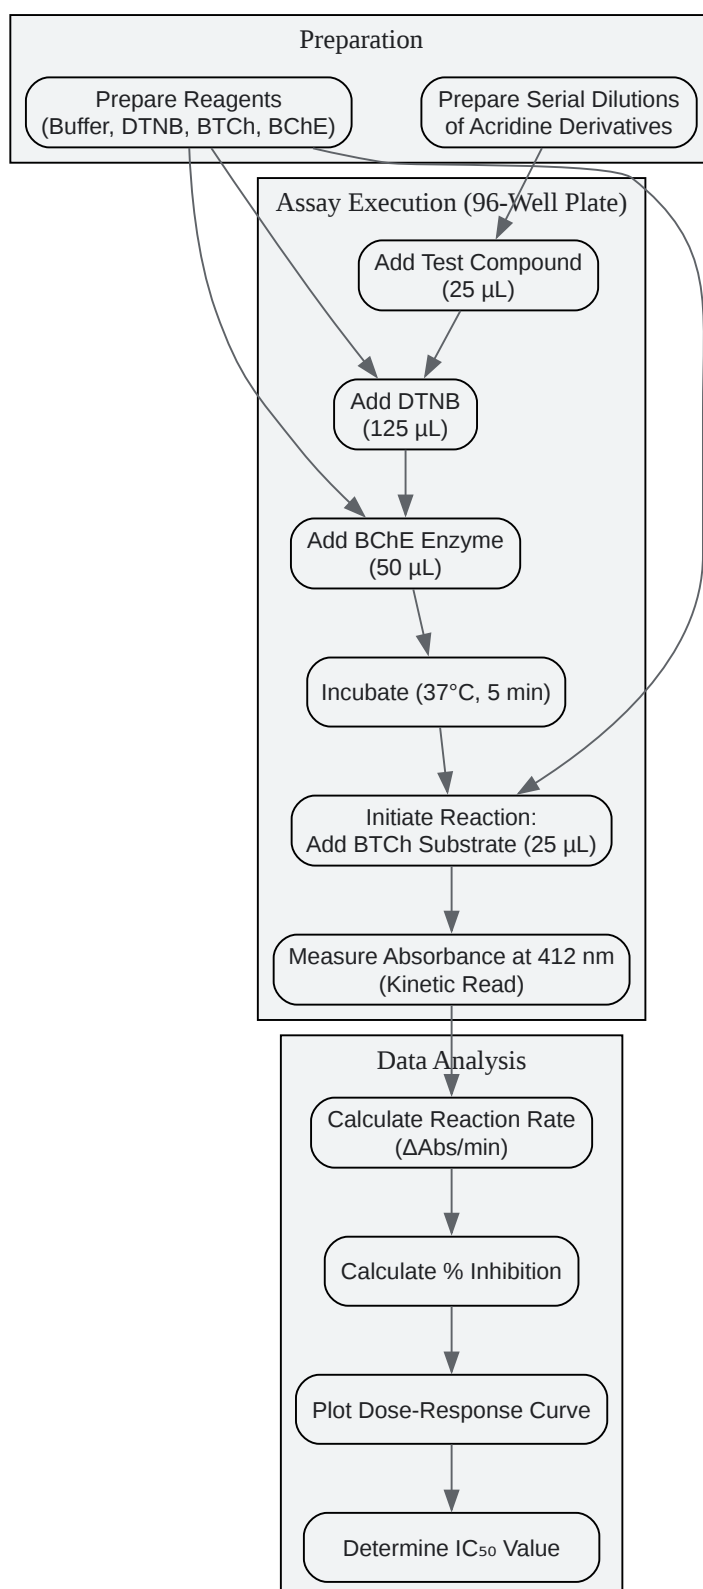 Preparation
Prepare Reagents
(Buffer, DTNB, BTCh, BChE)
Prepare Serial Dilutions
of Acridine Derivatives
Assay Execution (96-Well Plate)
Add Test Compound
(25 µL)
Add DTNB
(125 µL)
Add BChE Enzyme
(50 µL)
Incubate (37°C, 5 min)
Initiate Reaction:
Add BTCh Substrate (25 µL)
Measure Absorbance at 412 nm
(Kinetic Read)
Data Analysis
Calculate Reaction Rate
(ΔAbs/min)
Calculate % Inhibition
Plot Dose-Response Curve
Determine IC₅₀ Value